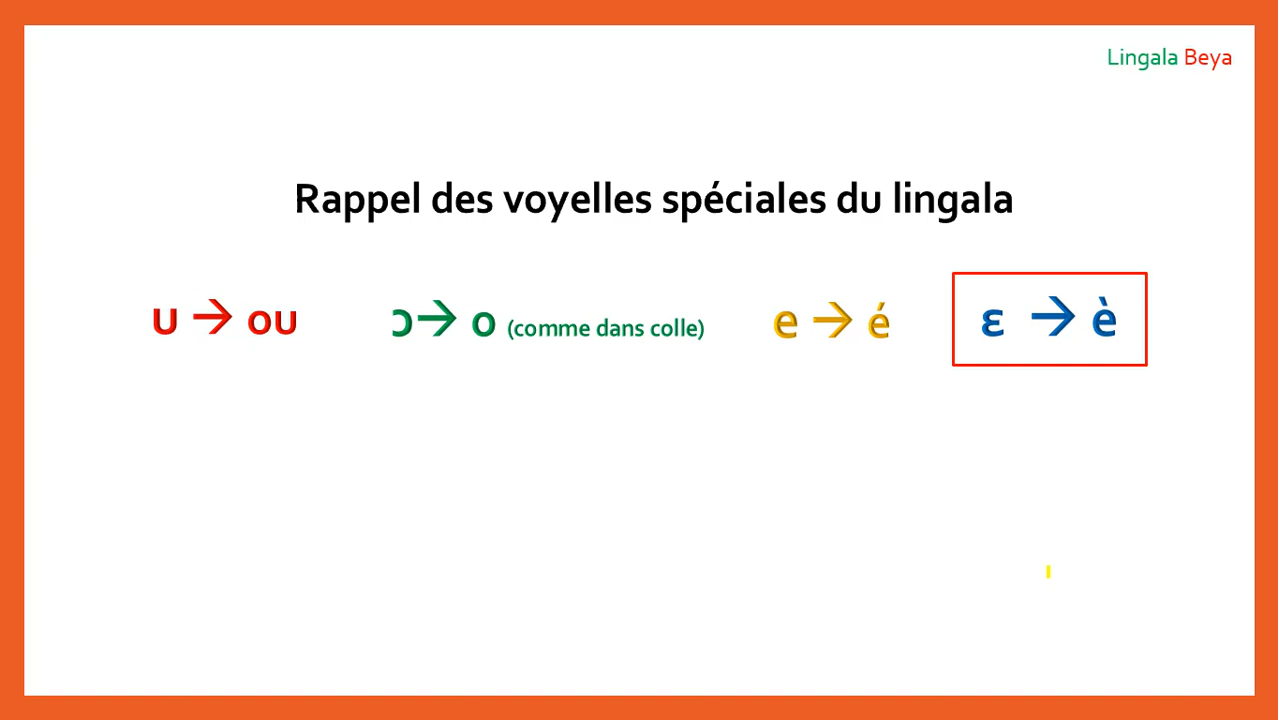 Lingala Beya
Rappel des voyelles spéciales du lingala
u → ou ɔ → o (comme dans colle) e → é ɛ → è